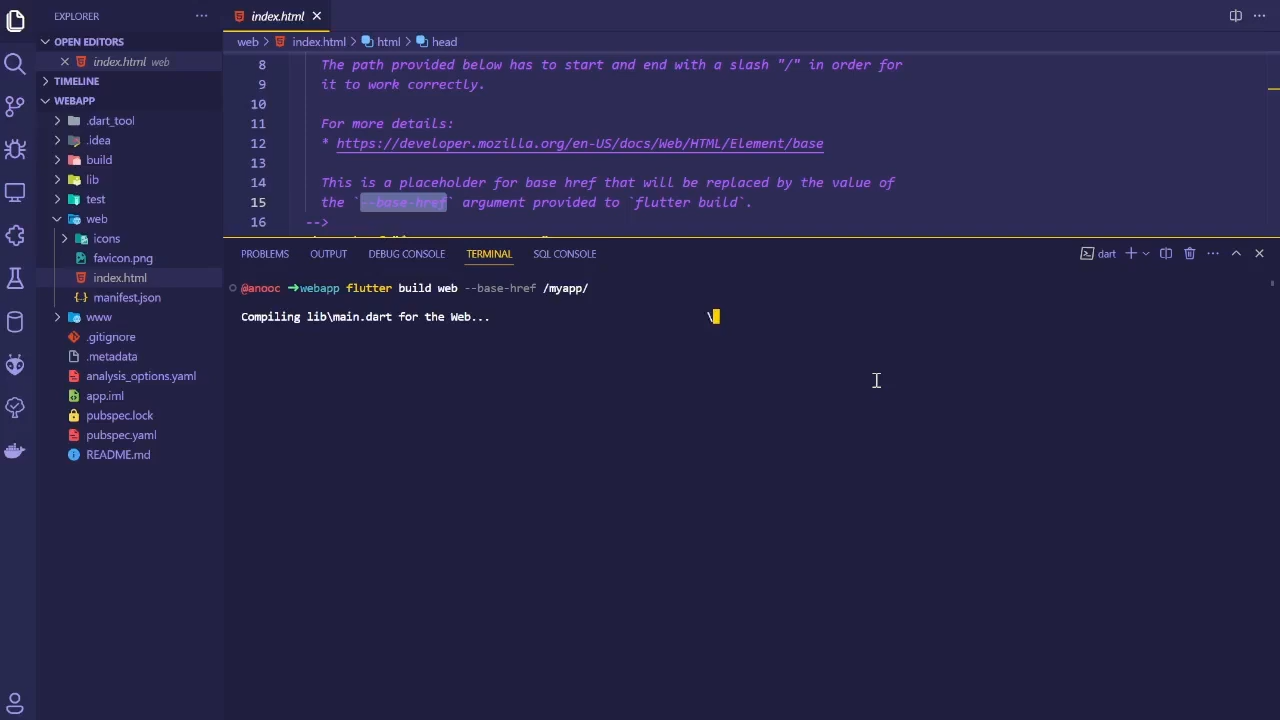 EXPLORER
OPEN EDITORS
index.html web
TIMELINE
WEBAPP
.dart_tool
.idea
build
lib
test
web
icons
favicon.png
index.html
manifest.json
www
.gitignore
.metadata
analysis_options.yaml
app.iml
pubspec.lock
pubspec.yaml
README.md
index.html
web > index.html > html > head
8 The path provided below has to start and end with a slash "/" in order for
9 it to work correctly.
10
11 For more details:
12 * https://developer.mozilla.org/en-US/docs/Web/HTML/Element/base
13
14 This is a placeholder for base href that will be replaced by the value of
15 the `--base-href` argument provided to `flutter build`.
16 -->
PROBLEMS OUTPUT DEBUG CONSOLE TERMINAL SQL CONSOLE
dart
@anooc ➜webapp flutter build web --base-href /myapp/
Compiling lib\main.dart for the Web... \